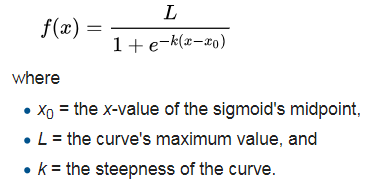 f(x) = L / (1 + e^{-k(x-x_0)})
where
• x₀ = the x-value of the sigmoid's midpoint,
• L = the curve's maximum value, and
• k = the steepness of the curve.